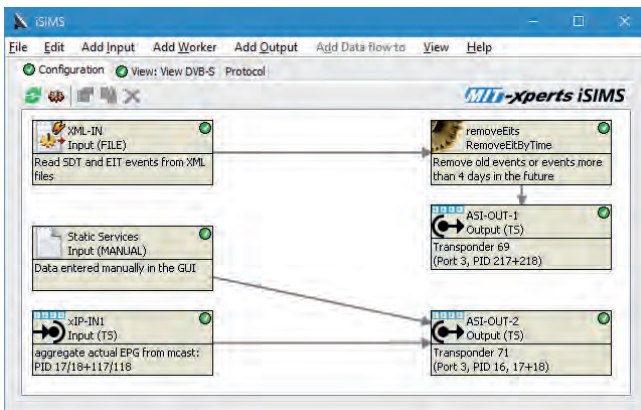 iSIMS
File Edit Add Input Add Worker Add Output Add Data flow to View Help
Configuration View: View DVB-S Protocol
MIT-xperts iSIMS
XML-IN
Input (FILE)
Read SDT and EIT events from XML
files
removeEits
RemoveEitByTime
Remove old events or events more
than 4 days in the future
ASI-OUT-1
Output (TS)
Transponder 69
(Port 3, PID 217+218)
Static Services
Input (MANUAL)
Data entered manually in the GUI
xIP-IN1
Input (TS)
aggregate actual EPG from mcast:
PID 17/18+117/118
ASI-OUT-2
Output (TS)
Transponder 71
(Port 3, PID 16, 17+18)